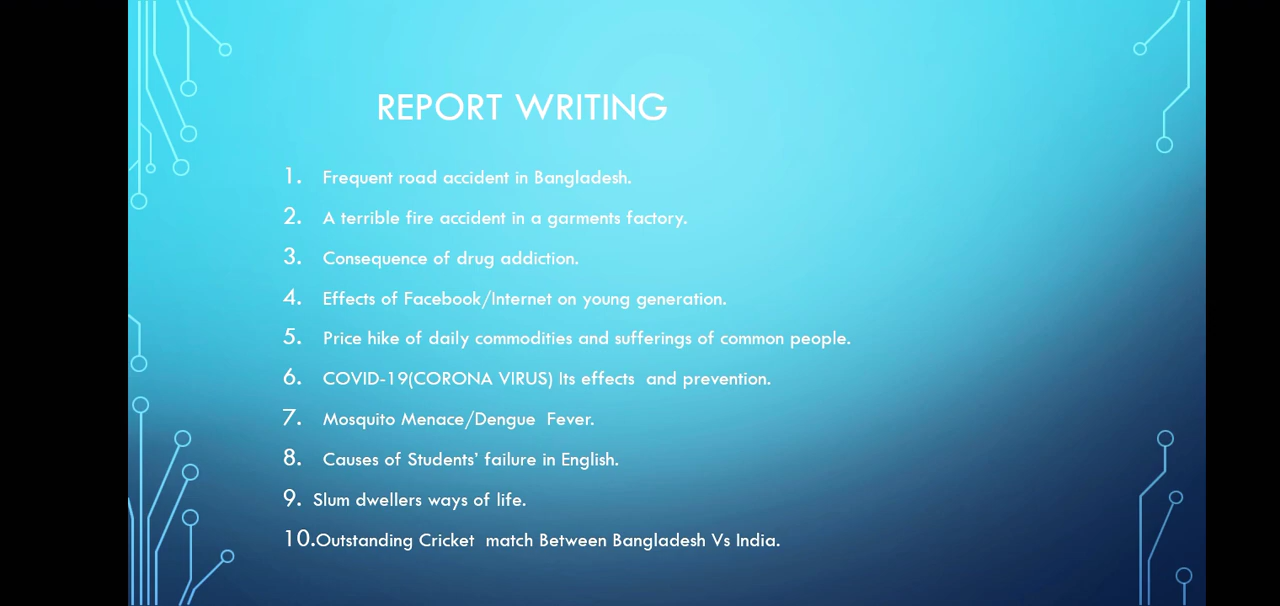 REPORT WRITING
1. Frequent road accident in Bangladesh.
2. A terrible fire accident in a garments factory.
3. Consequence of drug addiction.
4. Effects of Facebook/Internet on young generation.
5. Price hike of daily commodities and sufferings of common people.
6. COVID-19(CORONA VIRUS) Its effects  and prevention.
7. Mosquito Menace/Dengue  Fever.
8. Causes of Students’ failure in English.
9. Slum dwellers ways of life.
10.Outstanding Cricket  match Between Bangladesh Vs India.